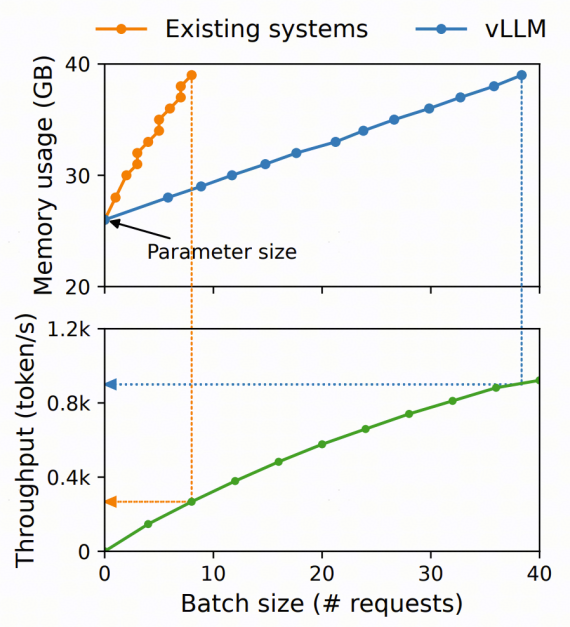 Existing systems
vLLM
Memory usage (GB)
40
30
20
Parameter size
Throughput (token/s)
1.2k
0.8k
0.4k
0
0 10 20 30 40
Batch size (# requests)